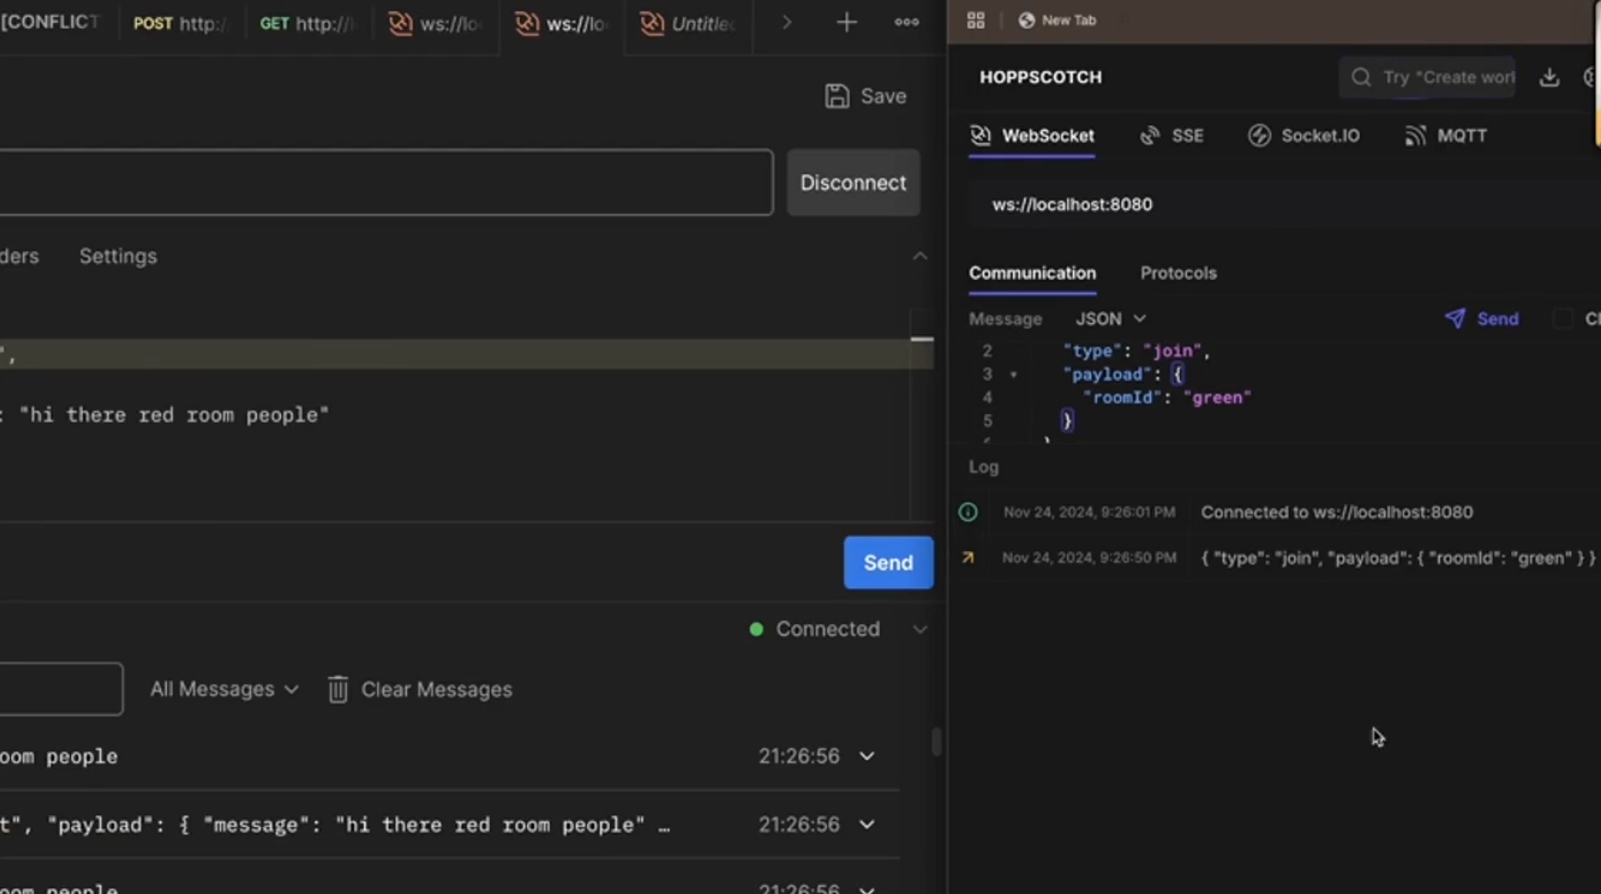 [CONFLICT
POST http:/
GET http://
ws://lo
ws://lo
Untitle
Save
Disconnect
ders
Settings
",
: "hi there red room people"
Send
Connected
All Messages
Clear Messages
oom people
21:26:56
t", "payload": { "message": "hi there red room people" …
21:26:56
oom people
21:26:56
New Tab
HOPPSCOTCH
Try "Create wor
WebSocket
SSE
Socket.IO
MQTT
ws://localhost:8080
Communication
Protocols
Message
JSON
Send
Cl
2 "type": "join",
3 "payload": {
4 "roomId": "green"
5 }
Log
Nov 24, 2024, 9:26:01 PM
Connected to ws://localhost:8080
Nov 24, 2024, 9:26:50 PM
{ "type": "join", "payload": { "roomId": "green" } }